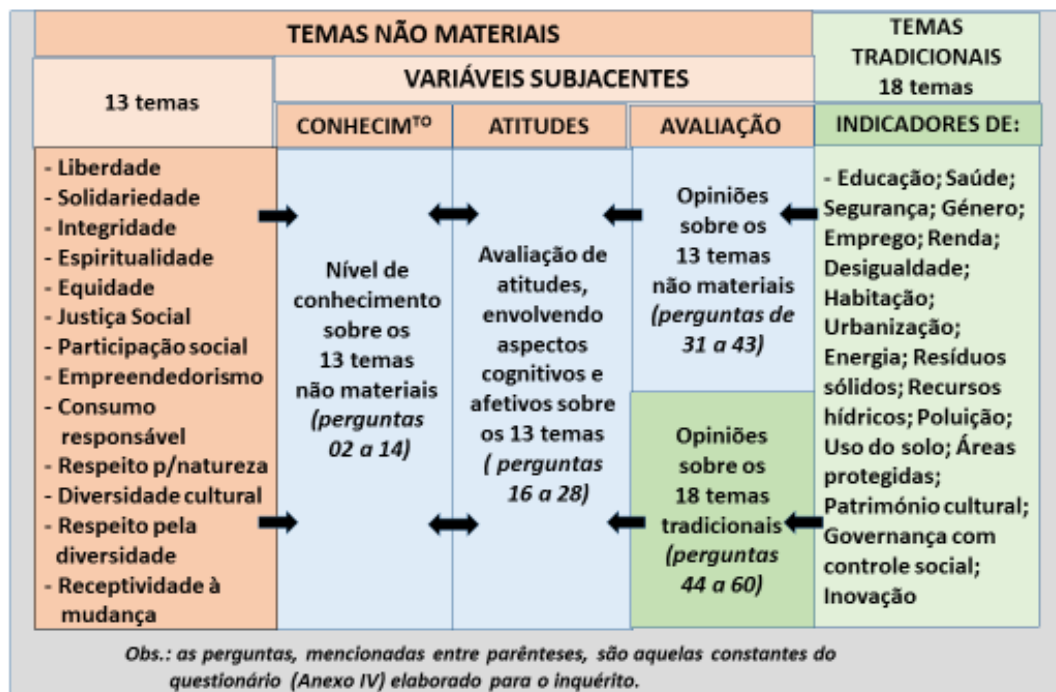 TEMAS NÃO MATERIAIS
TEMAS
TRADICIONAIS
18 temas
13 temas
VARIÁVEIS SUBJACENTES
CONHECIMᵀᴼ
ATITUDES
AVALIAÇÃO
INDICADORES DE:
- Liberdade
- Solidariedade
- Integridade
- Espiritualidade
- Equidade
- Justiça Social
- Participação social
- Empreendedorismo
- Consumo
responsável
- Respeito p/natureza
- Diversidade cultural
- Respeito pela
diversidade
- Receptividade à
mudança
Nível de
conhecimento
sobre os
13 temas
não materiais
(perguntas
02 a 14)
Avaliação de
atitudes,
envolvendo
aspectos
cognitivos e
afetivos sobre
os 13 temas
( perguntas
16 a 28)
Opiniões
sobre os
13 temas
não materiais
(perguntas de
31 a 43)
Opiniões
sobre os
18 temas
tradicionais
(perguntas
44 a 60)
- Educação; Saúde;
Segurança; Género;
Emprego; Renda;
Desigualdade;
Habitação;
Urbanização;
Energia; Resíduos
sólidos; Recursos
hídricos; Poluição;
Uso do solo; Áreas
protegidas;
Património cultural;
Governança com
controle social;
Inovação
Obs.: as perguntas, mencionadas entre parênteses, são aquelas constantes do
questionário (Anexo IV) elaborado para o inquérito.